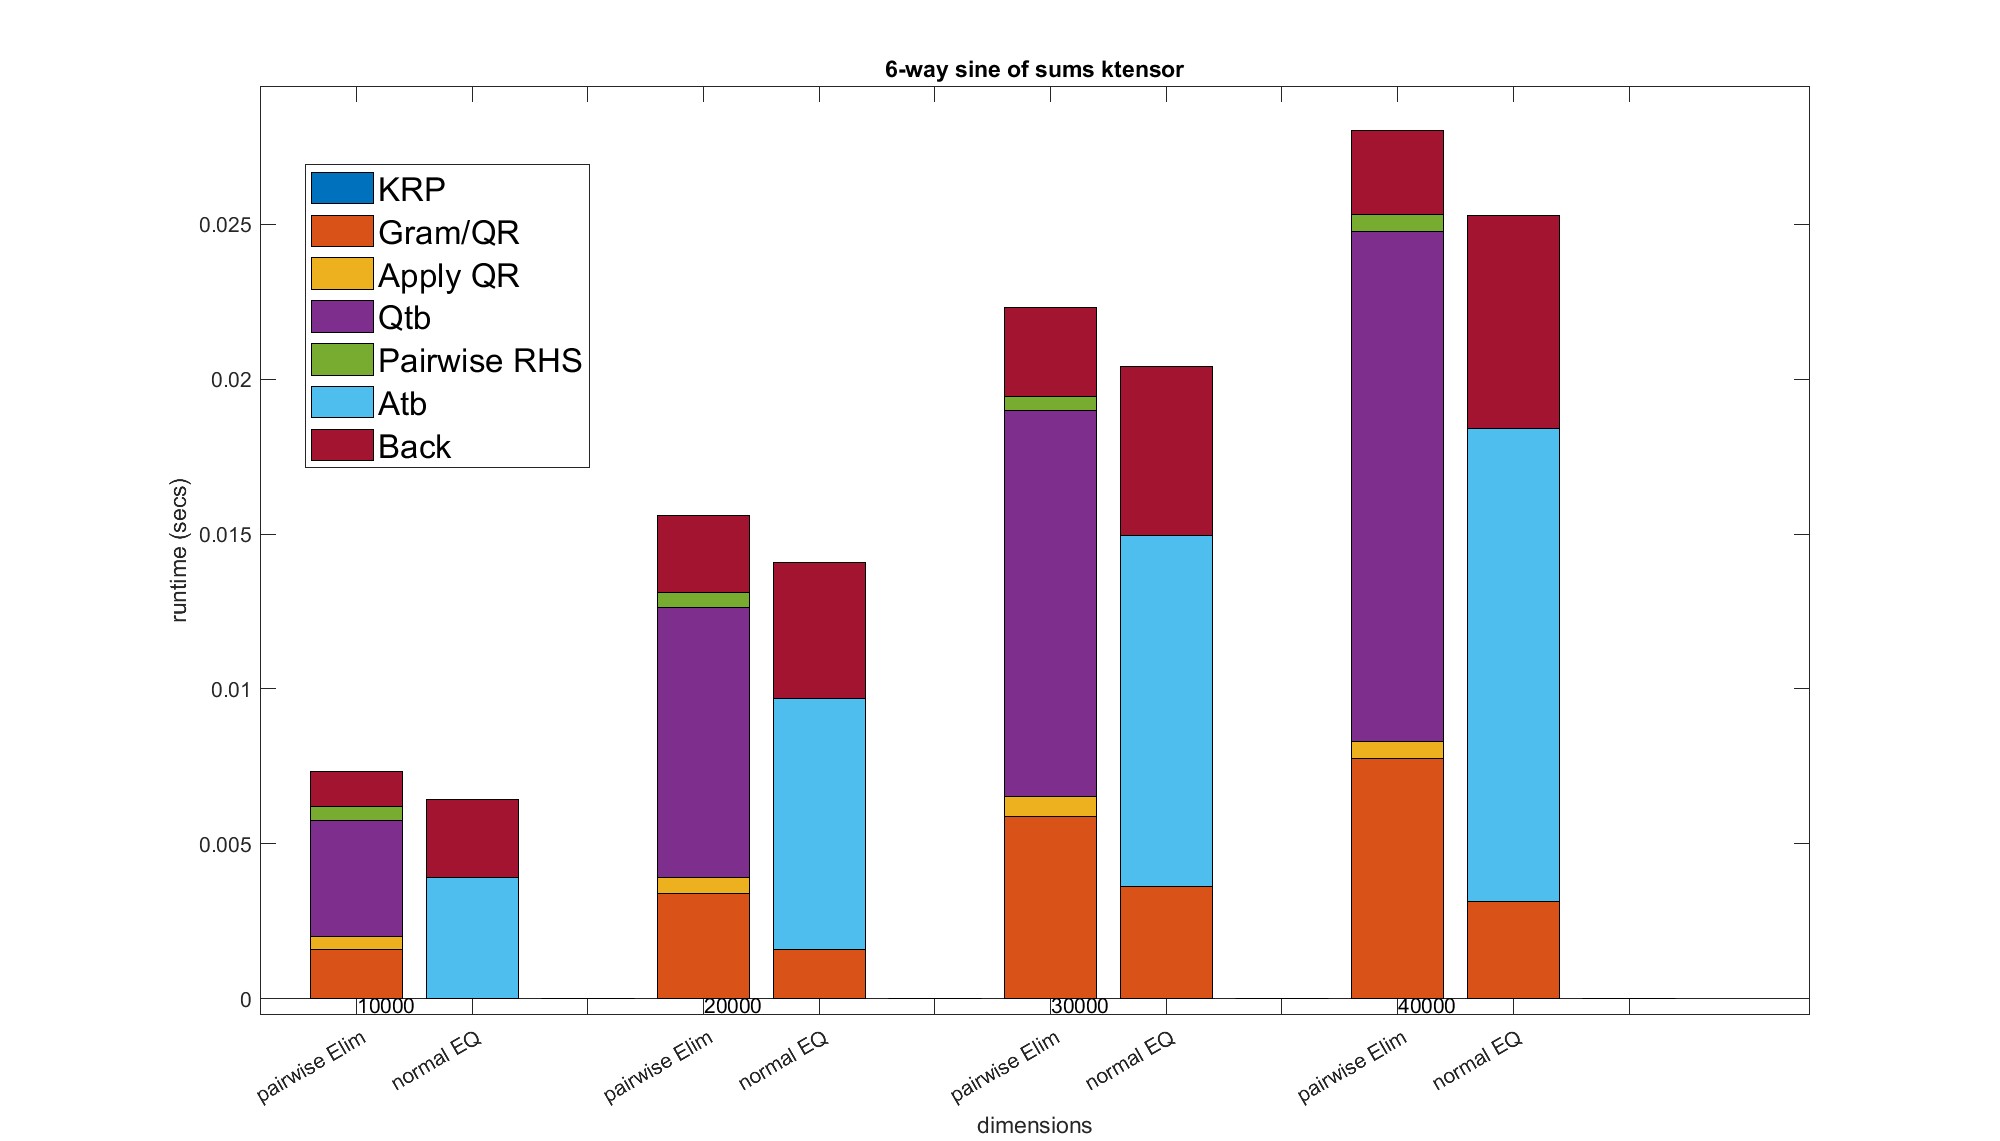 6-way sine of sums ktensor
KRP
Gram/QR
Apply QR
Qtb
Pairwise RHS
Atb
Back
0.025
0.02
0.015
0.01
0.005
0
runtime (secs)
10000
20000
30000
40000
pairwise Elim
normal EQ
pairwise Elim
normal EQ
pairwise Elim
normal EQ
pairwise Elim
normal EQ
dimensions